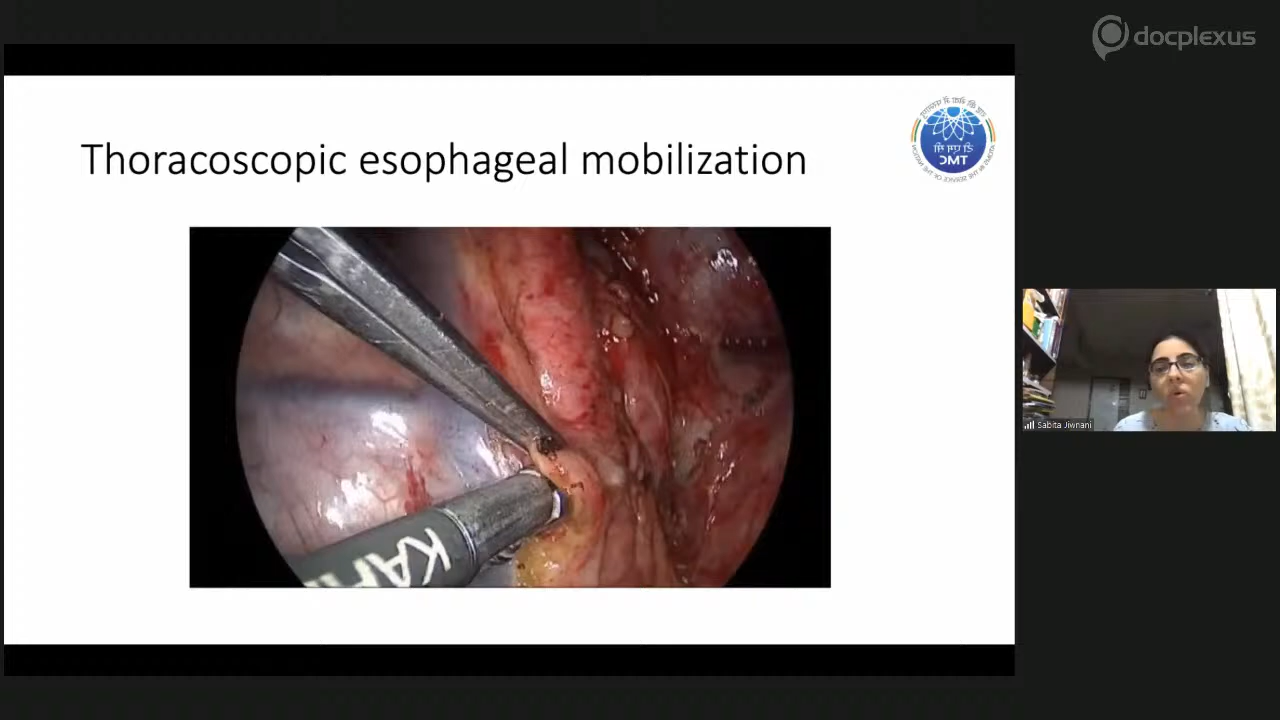 docplexus
Thoracoscopic esophageal mobilization
Sabita Jiwnani